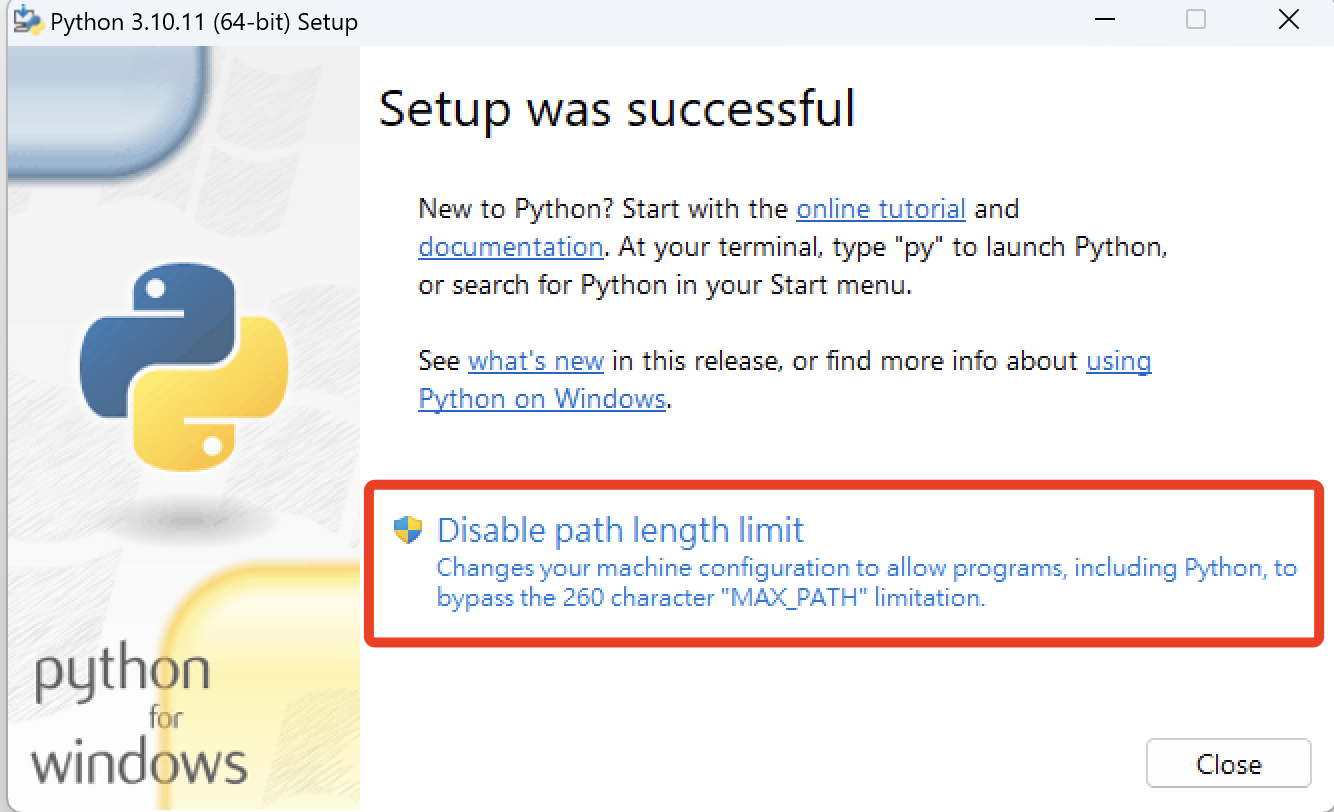 Python 3.10.11 (64-bit) Setup
Setup was successful
New to Python? Start with the online tutorial and
documentation. At your terminal, type "py" to launch Python,
or search for Python in your Start menu.
See what's new in this release, or find more info about using
Python on Windows.
Disable path length limit
Changes your machine configuration to allow programs, including Python, to
bypass the 260 character "MAX_PATH" limitation.
python
for
windows
Close